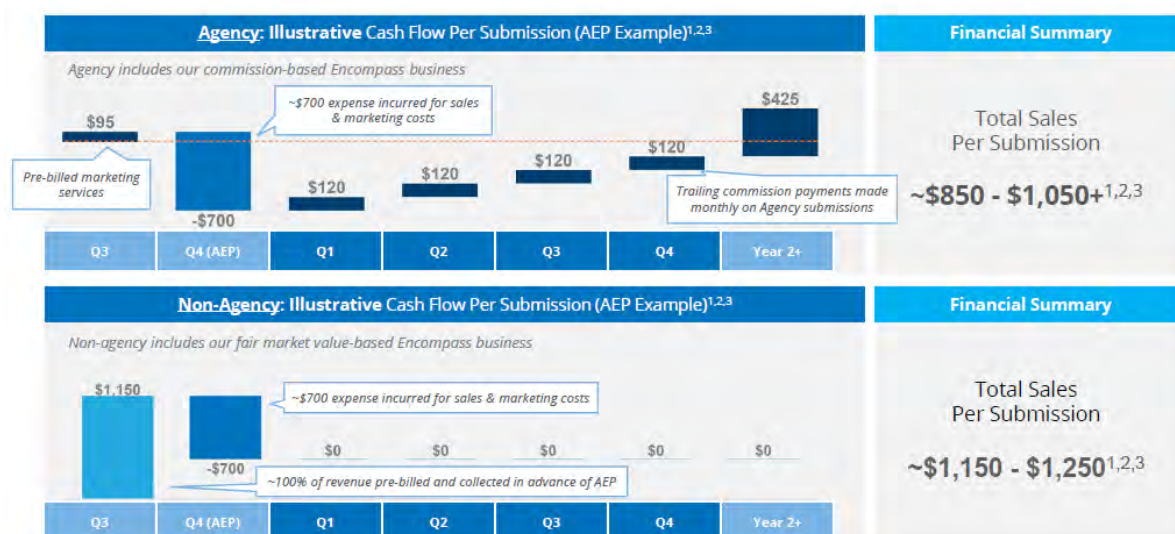 Agency: Illustrative Cash Flow Per Submission (AEP Example)1,2,3
Financial Summary
Agency includes our commission-based Encompass business
~$700 expense incurred for sales
& marketing costs
$95
$425
Pre-billed marketing
services
-$700
$120
$120
$120
$120
Trailing commission payments made
monthly on Agency submissions
Total Sales
Per Submission
~$850 - $1,050+1,2,3
Q3
Q4 (AEP)
Q1
Q2
Q3
Q4
Year 2+
Non-Agency: Illustrative Cash Flow Per Submission (AEP Example)1,2,3
Financial Summary
Non-agency includes our fair market value-based Encompass business
$1,150
~$700 expense incurred for sales & marketing costs
-$700
$0
$0
$0
$0
$0
~100% of revenue pre-billed and collected in advance of AEP
Total Sales
Per Submission
~$1,150 - $1,2501,2,3
Q3
Q4 (AEP)
Q1
Q2
Q3
Q4
Year 2+